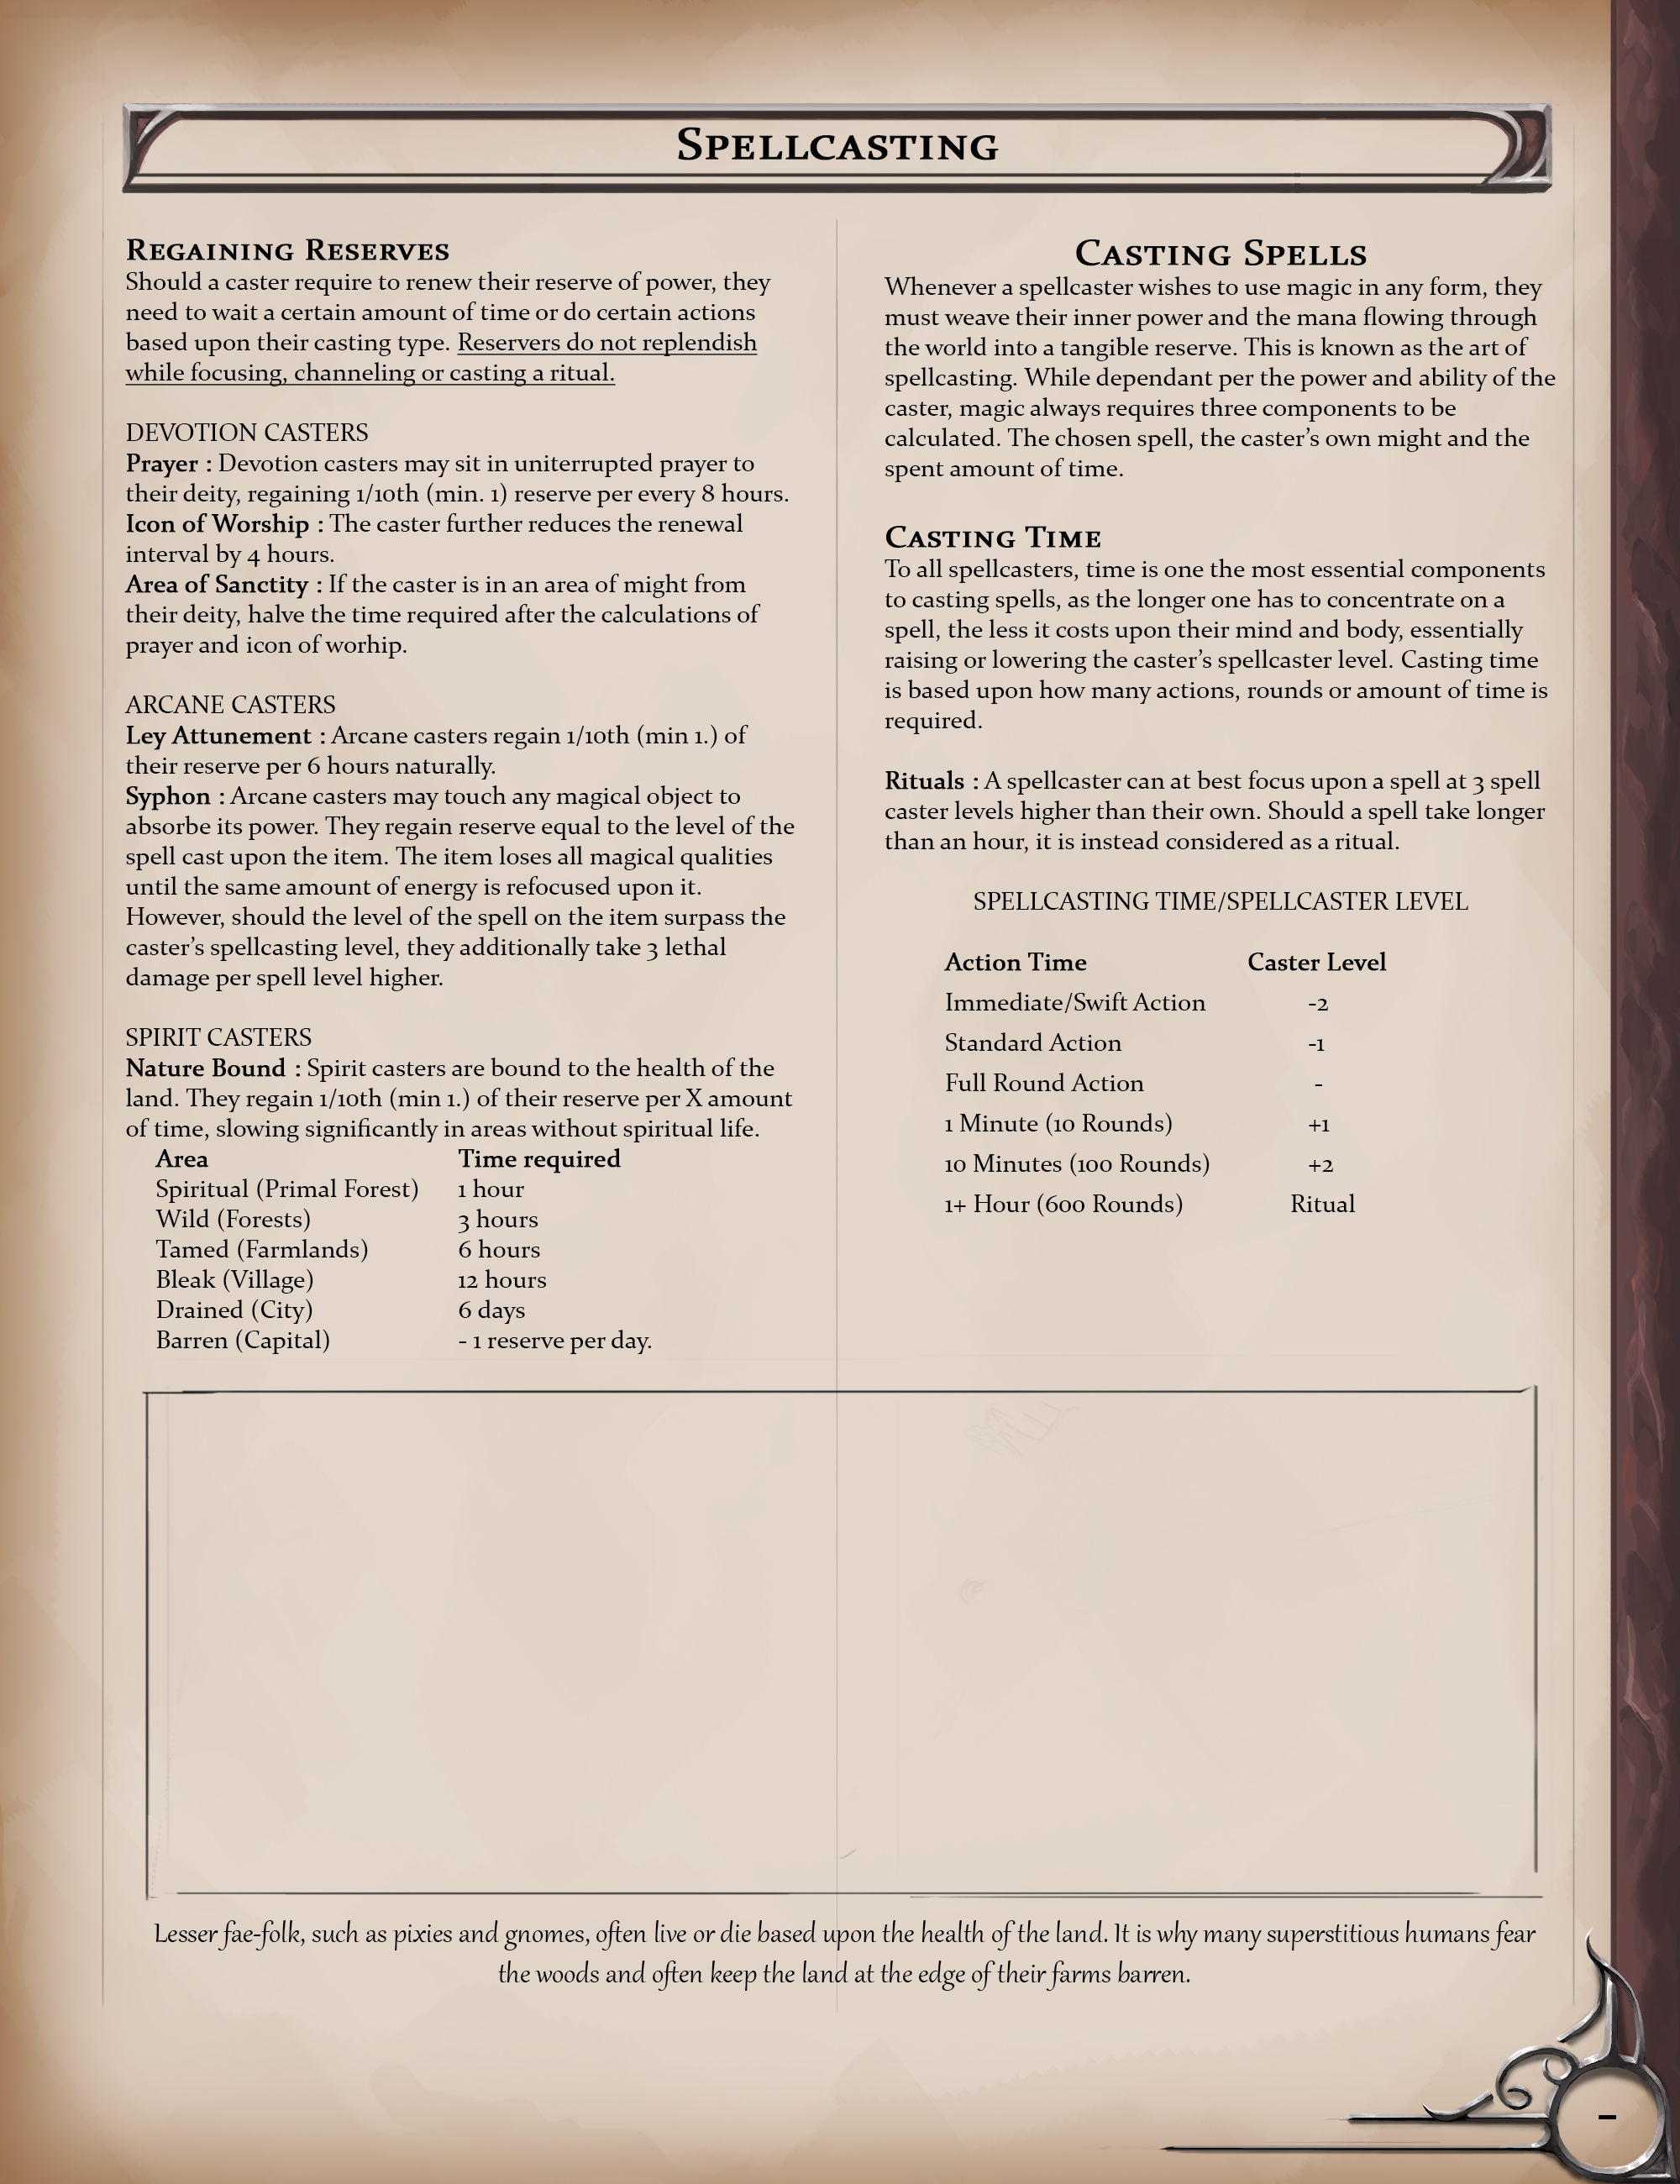 Spellcasting
Regaining Reserves
Should a caster require to renew their reserve of power, they
need to wait a certain amount of time or do certain actions
based upon their casting type. Reservers do not replendish
while focusing, channeling or casting a ritual.
DEVOTION CASTERS
Prayer : Devotion casters may sit in uniterrupted prayer to
their deity, regaining 1/10th (min. 1) reserve per every 8 hours.
Icon of Worship : The caster further reduces the renewal
interval by 4 hours.
Area of Sanctity : If the caster is in an area of might from
their deity, halve the time required after the calculations of
prayer and icon of worhip.
ARCANE CASTERS
Ley Attunement : Arcane casters regain 1/10th (min 1.) of
their reserve per 6 hours naturally.
Syphon : Arcane casters may touch any magical object to
absorbe its power. They regain reserve equal to the level of the
spell cast upon the item. The item loses all magical qualities
until the same amount of energy is refocused upon it.
However, should the level of the spell on the item surpass the
caster's spellcasting level, they additionally take 3 lethal
damage per spell level higher.
SPIRIT CASTERS
Nature Bound : Spirit casters are bound to the health of the
land. They regain 1/10th (min 1.) of their reserve per X amount
of time, slowing significantly in areas without spiritual life.
Area Time required
Spiritual (Primal Forest) 1 hour
Wild (Forests) 3 hours
Tamed (Farmlands) 6 hours
Bleak (Village) 12 hours
Drained (City) 6 days
Barren (Capital) - 1 reserve per day.
Casting Spells
Whenever a spellcaster wishes to use magic in any form, they
must weave their inner power and the mana flowing through
the world into a tangible reserve. This is known as the art of
spellcasting. While dependant per the power and ability of the
caster, magic always requires three components to be
calculated. The chosen spell, the caster's own might and the
spent amount of time.
Casting Time
To all spellcasters, time is one the most essential components
to casting spells, as the longer one has to concentrate on a
spell, the less it costs upon their mind and body, essentially
raising or lowering the caster's spellcaster level. Casting time
is based upon how many actions, rounds or amount of time is
required.
Rituals : A spellcaster can at best focus upon a spell at 3 spell
caster levels higher than their own. Should a spell take longer
than an hour, it is instead considered as a ritual.
SPELLCASTING TIME/SPELLCASTER LEVEL
Action Time Caster Level
Immediate/Swift Action -2
Standard Action -1
Full Round Action -
1 Minute (10 Rounds) +1
10 Minutes (100 Rounds) +2
1+ Hour (600 Rounds) Ritual
Lesser fae-folk, such as pixies and gnomes, often live or die based upon the health of the land. It is why many superstitious humans fear
the woods and often keep the land at the edge of their farms barren.
-